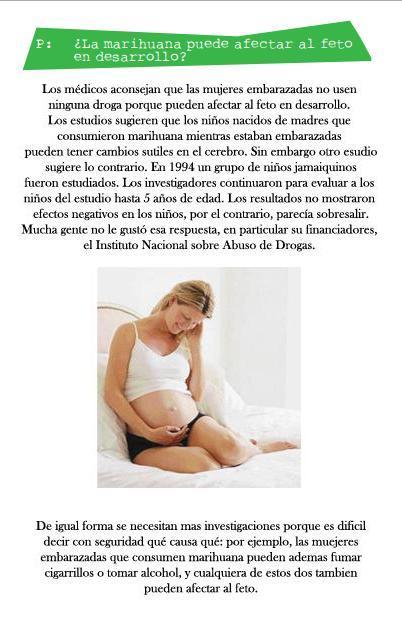 P: ¿La marihuana puede afectar al feto
en desarrollo?
Los médicos aconsejan que las mujeres embarazadas no usen
ninguna droga porque pueden afectar al feto en desarrollo.
Los estudios sugieren que los niños nacidos de madres que
consumieron marihuana mientras estaban embarazadas
pueden tener cambios sutiles en el cerebro. Sin embargo otro esudio
sugiere lo contrario. En 1994 un grupo de niños jamaiquinos
fueron estudiados. Los investigadores continuaron para evaluar a los
niños del estudio hasta 5 años de edad. Los resultados no mostraron
efectos negativos en los niños, por el contrario, parecía sobresalir.
Mucha gente no le gustó esa respuesta, en particular su financiadores,
el Instituto Nacional sobre Abuso de Drogas.
De igual forma se necesitan mas investigaciones porque es dificil
decir con seguridad qué causa qué: por ejemplo, las muejeres
embarazadas que consumen marihuana pueden ademas fumar
cigarrillos o tomar alcohol, y cualquiera de estos dos tambien
pueden afectar al feto.